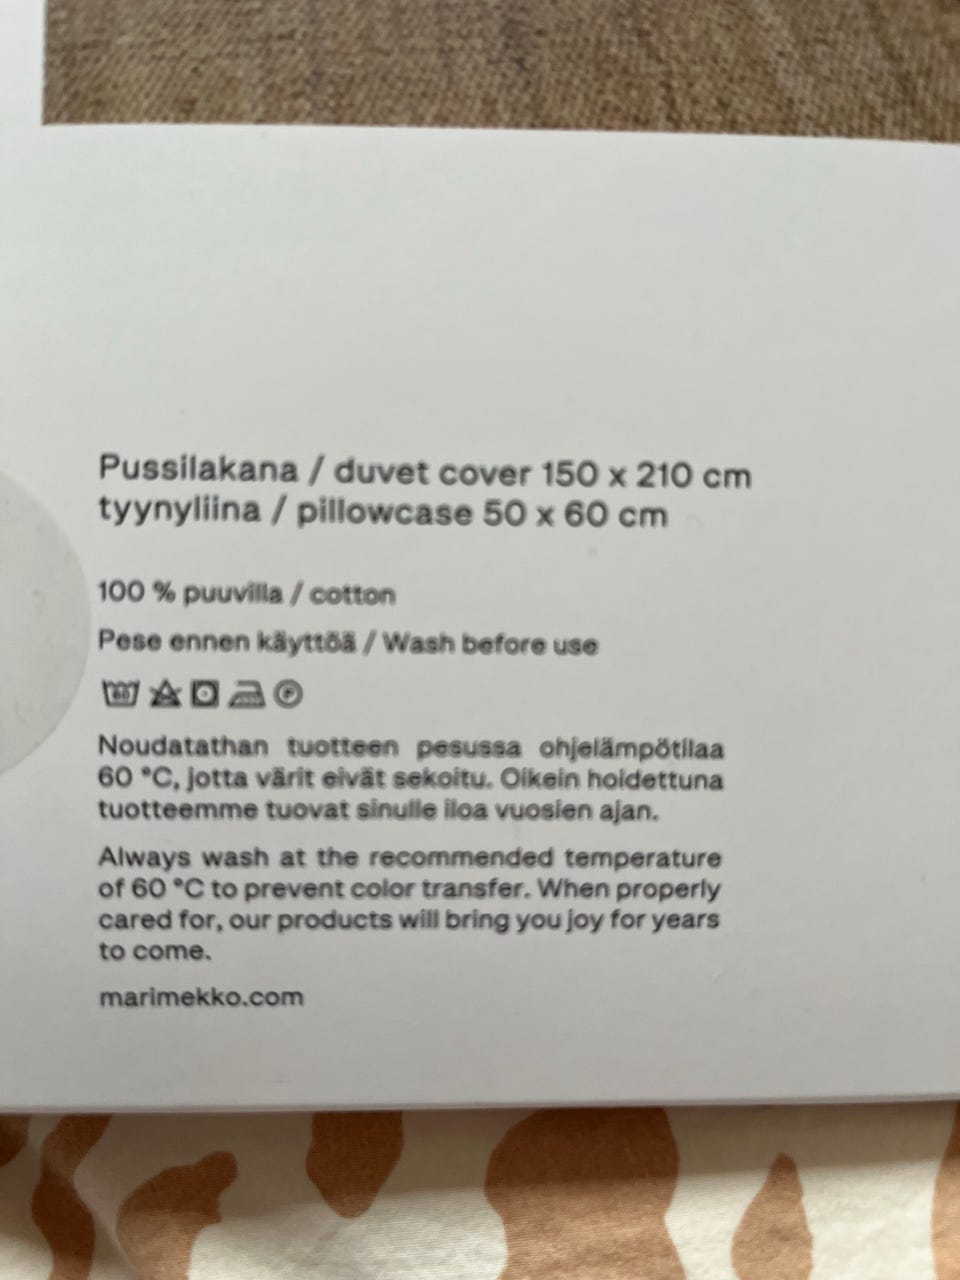 Pussilakana / duvet cover 150 x 210 cm
tyynyliina / pillowcase 50 x 60 cm
100 % puuvilla / cotton
Pese ennen käyttöä / Wash before use
60 P
Noudatathan tuotteen pesussa ohjelämpötilaa
60 °C, jotta värit eivät sekoitu. Oikein hoidettuna
tuotteemme tuovat sinulle iloa vuosien ajan.
Always wash at the recommended temperature
of 60 °C to prevent color transfer. When properly
cared for, our products will bring you joy for years
to come.
marimekko.com